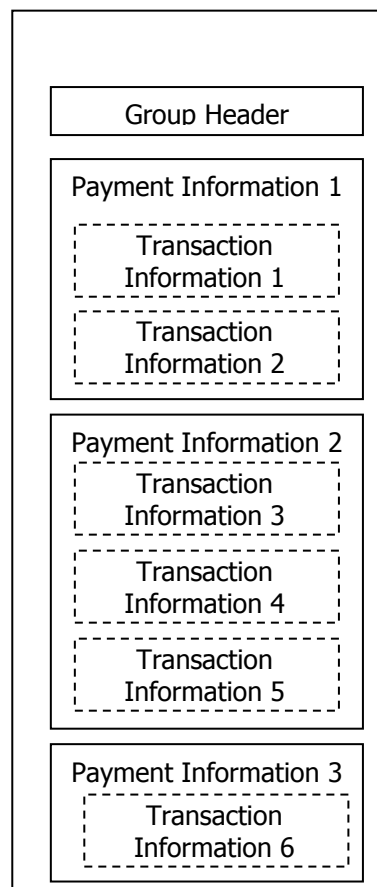 Group Header
Payment Information 1
Transaction
Information 1
Transaction
Information 2
Payment Information 2
Transaction
Information 3
Transaction
Information 4
Transaction
Information 5
Payment Information 3
Transaction
Information 6